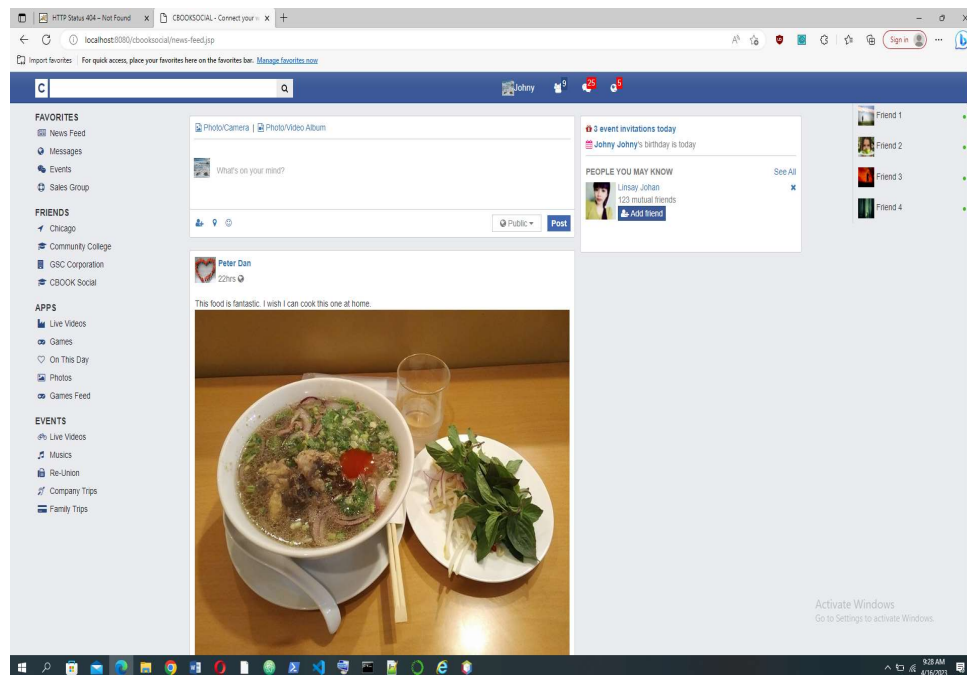 HTTP Status 404 – Not Found
CBOOKSOCIAL - Connect your
localhost:8080/cbooksocial/news-feed.jsp
Sign in
Import favorites
For quick access, place your favorites here on the favorites bar. Manage favorites now
C
Johny
9
25
5
FAVORITES
News Feed
Messages
Events
Sales Group
FRIENDS
Chicago
Community College
GSC Corporation
CBOOK Social
APPS
Live Videos
Games
On This Day
Photos
Games Feed
EVENTS
Live Videos
Musics
Re-Union
Company Trips
Family Trips
Photo/Camera | Photo/Video Album
What's on your mind?
Public
Post
Peter Dan
22hrs
This food is fantastic. I wish I can cook this one at home.
3 event invitations today
Johny Johny's birthday is today
PEOPLE YOU MAY KNOW
See All
Linsay Johan
x
123 mutual friends
Add friend
Friend 1
Friend 2
Friend 3
Friend 4
Activate Windows
Go to Settings to activate Windows.
9:28 AM
4/16/2023